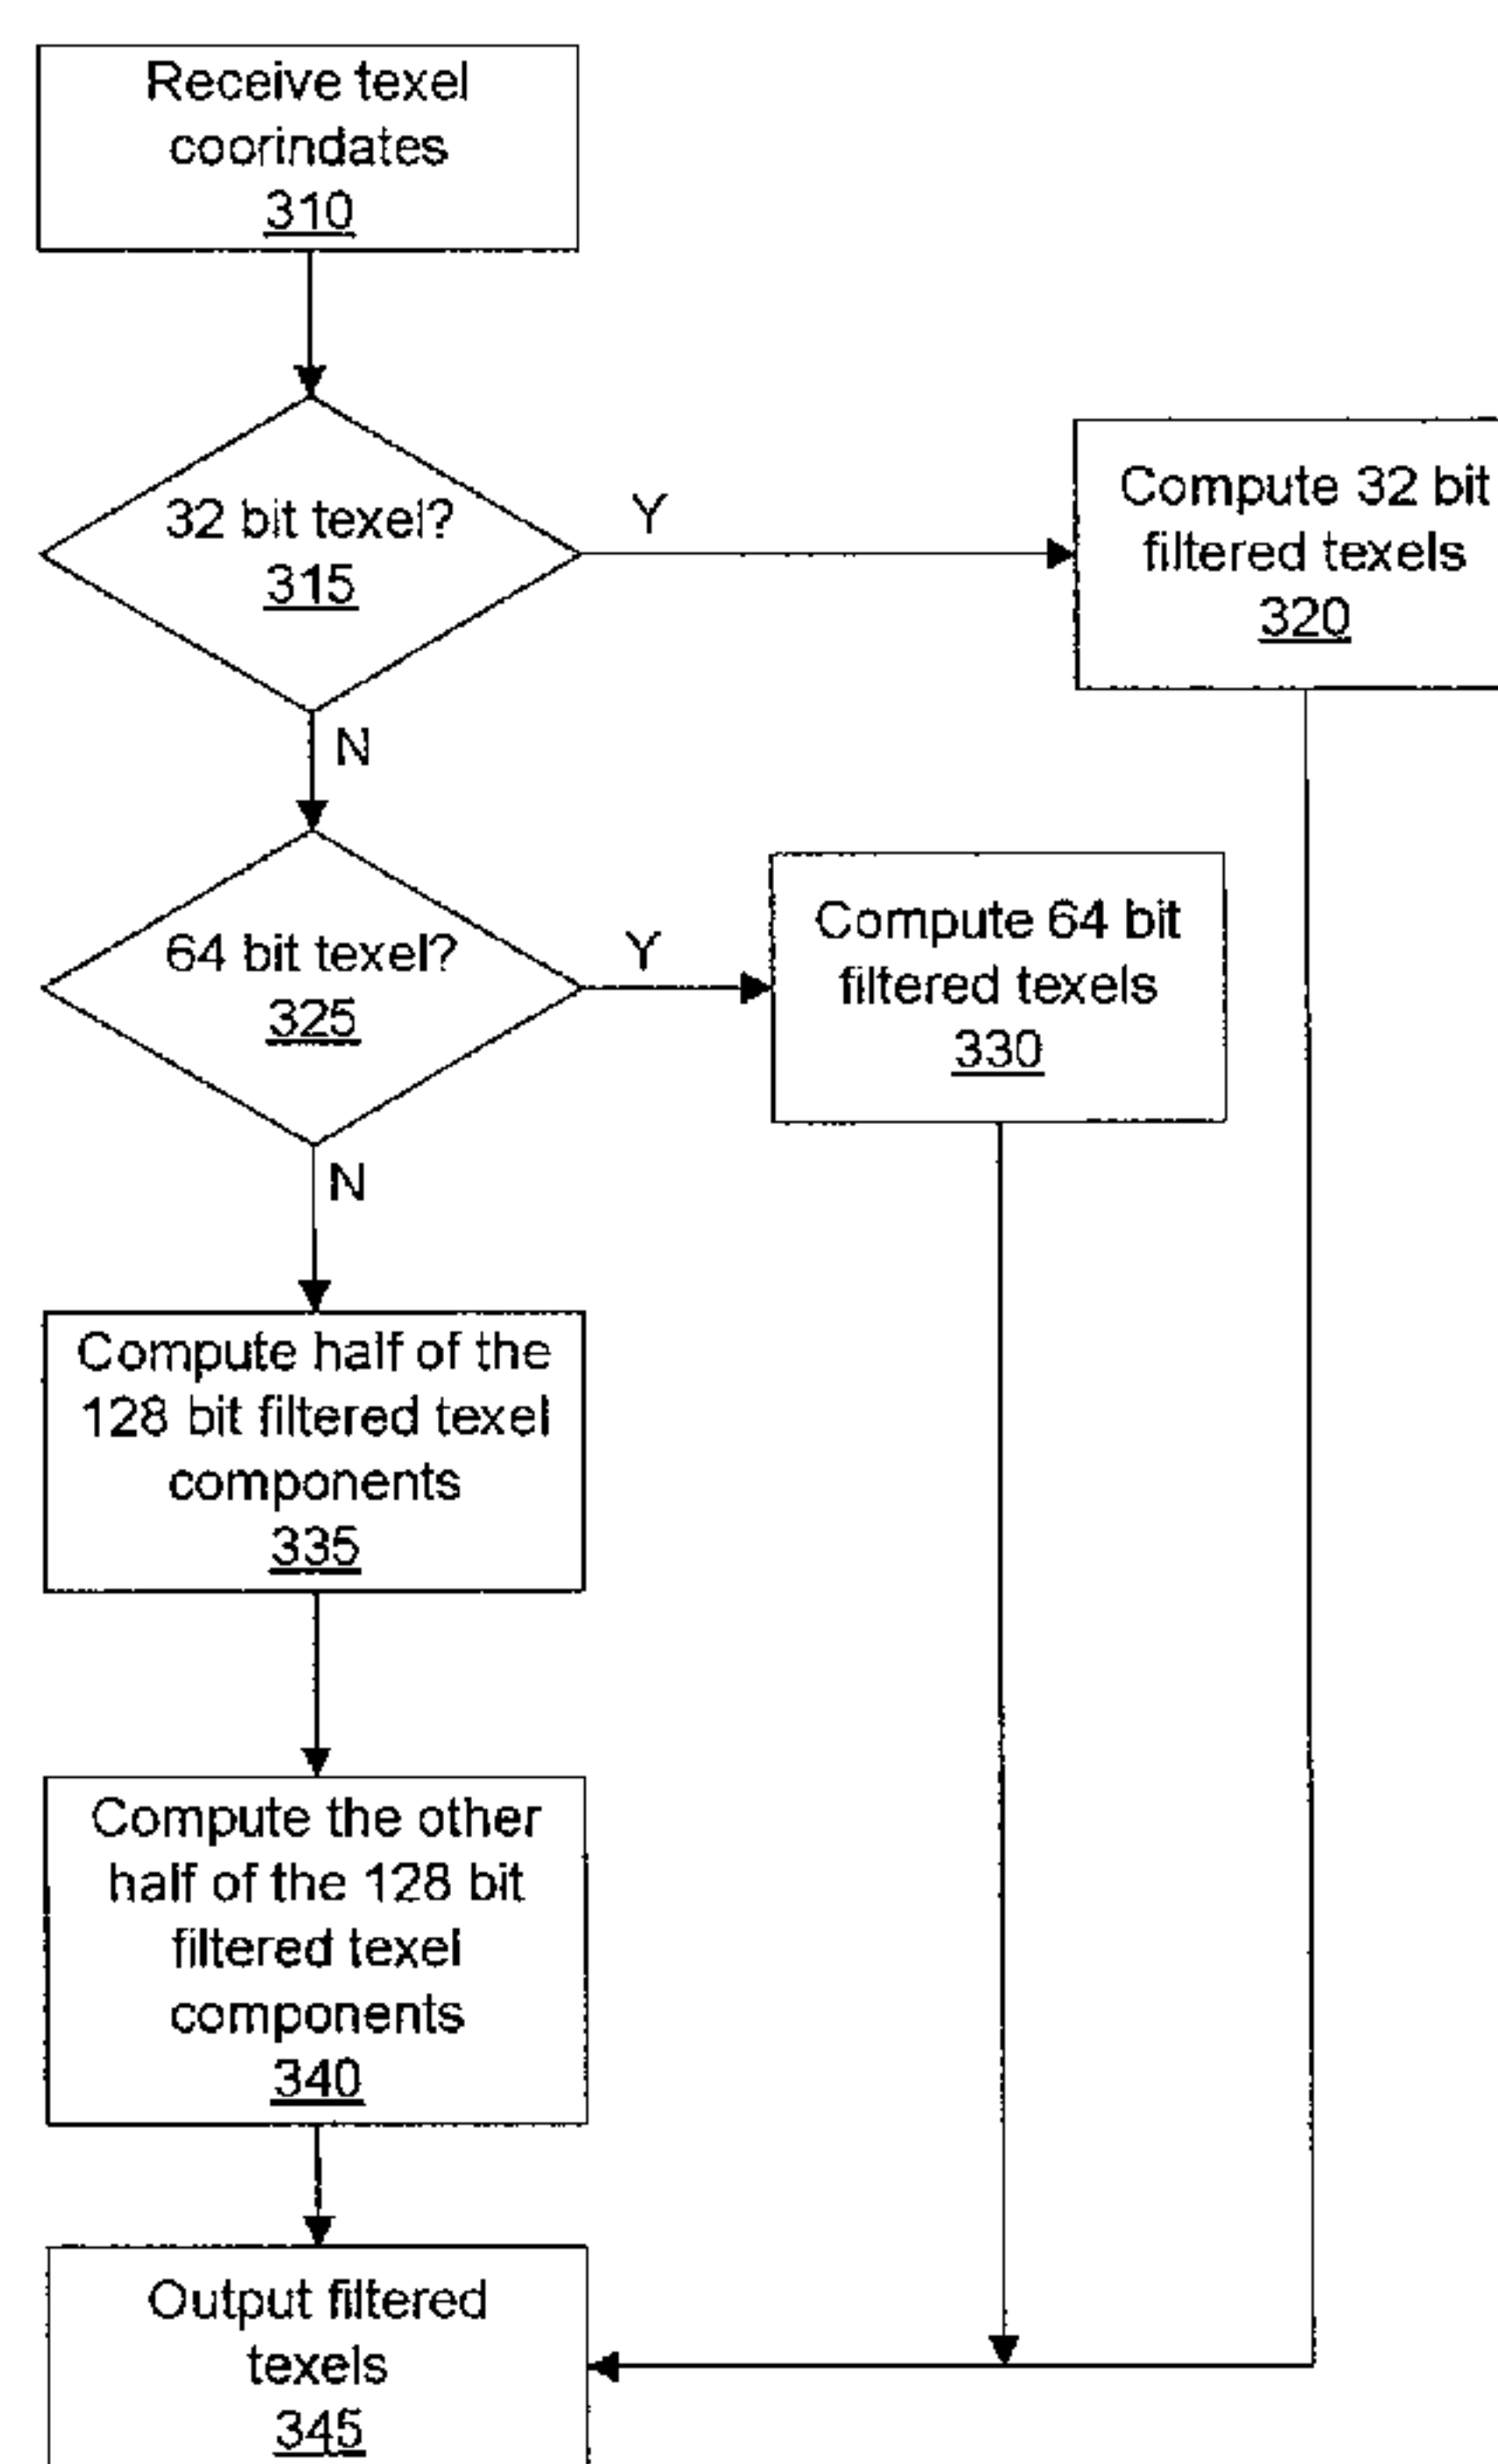 Receive texel
coorindates
310
32 bit texel?
315
Y
Compute 32 bit
filtered texels
320
N
64 bit texel?
325
Y
Compute 64 bit
filtered texels
330
N
Compute half of the
128 bit filtered texel
components
335
Compute the other
half of the 128 bit
filtered texel
components
340
Output filtered
texels
345